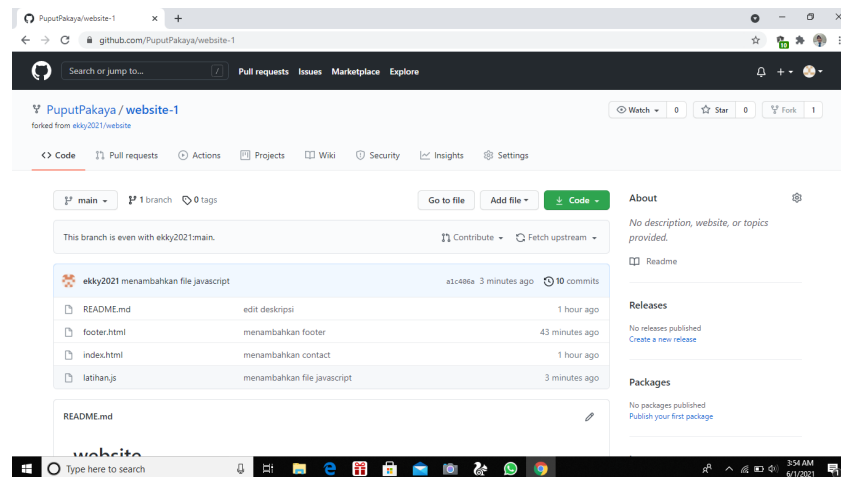 PuputPakaya/website-1
github.com/PuputPakaya/website-1
10
Search or jump to...
/
Pull requests Issues Marketplace Explore
PuputPakaya / website-1
forked from ekky2021/website
Watch 0 Star 0 Fork 1
Code Pull requests Actions Projects Wiki Security Insights Settings
main 1 branch 0 tags
Go to file Add file Code
This branch is even with ekky2021:main.
Contribute Fetch upstream
ekky2021 menambahkan file javascript a1c406a 3 minutes ago 10 commits
README.md edit deskripsi 1 hour ago
footer.html menambahkan footer 43 minutes ago
index.html menambahkan contact 1 hour ago
latihan.js menambahkan file javascript 3 minutes ago
README.md
website
About
No description, website, or topics
provided.
Readme
Releases
No releases published
Create a new release
Packages
No packages published
Publish your first package
Type here to search
3:54 AM
6/1/2021